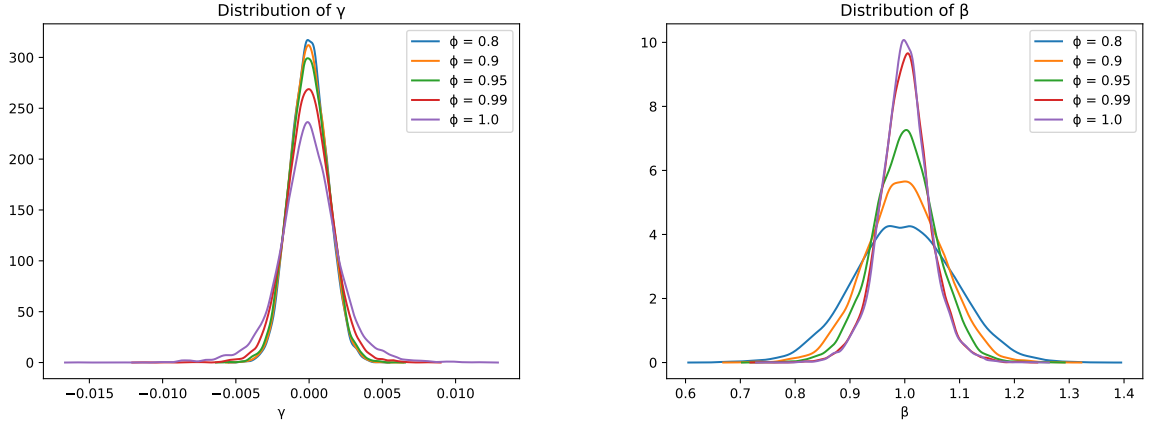 Distribution of γ
300
250
200
150
100
50
0
−0.015 −0.010 −0.005 0.000 0.005 0.010
γ
ϕ = 0.8
ϕ = 0.9
ϕ = 0.95
ϕ = 0.99
ϕ = 1.0
Distribution of β
10
8
6
4
2
0
0.6 0.7 0.8 0.9 1.0 1.1 1.2 1.3 1.4
β
ϕ = 0.8
ϕ = 0.9
ϕ = 0.95
ϕ = 0.99
ϕ = 1.0